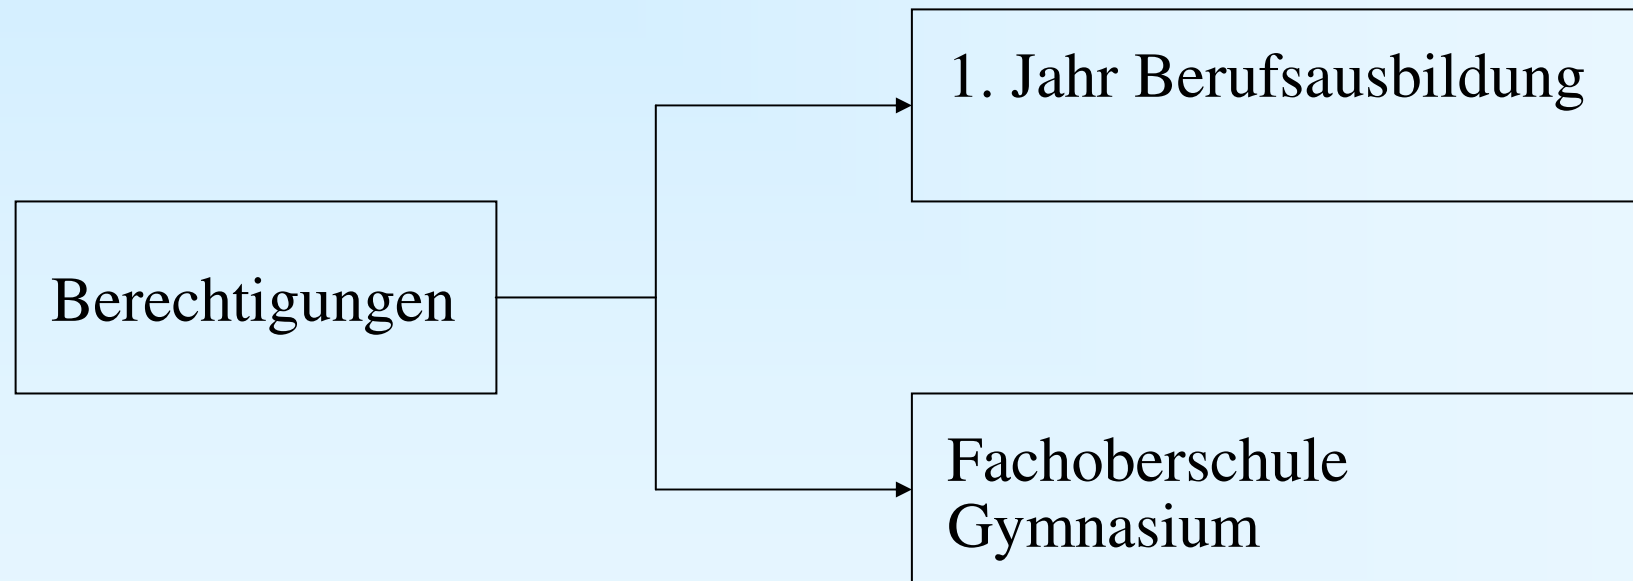 1. Jahr Berufsausbildung
Berechtigungen
Fachoberschule
Gymnasium